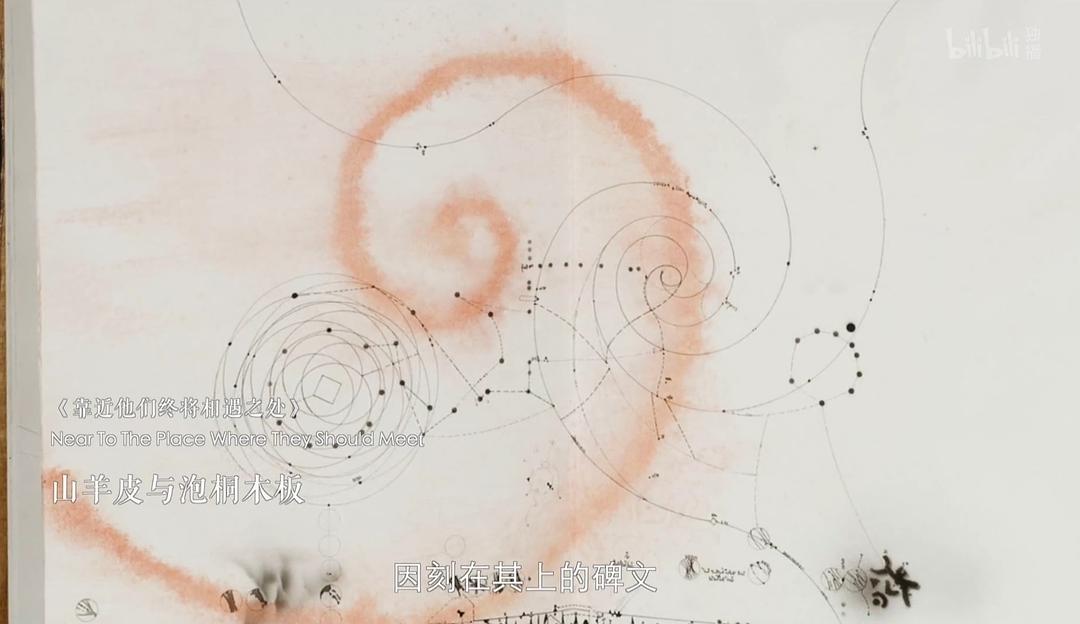 bilibili 独播
《靠近他们终将相遇之处》
Near To The Place Where They Should Meet
山羊皮与泡桐木板
因刻在其上的碑文